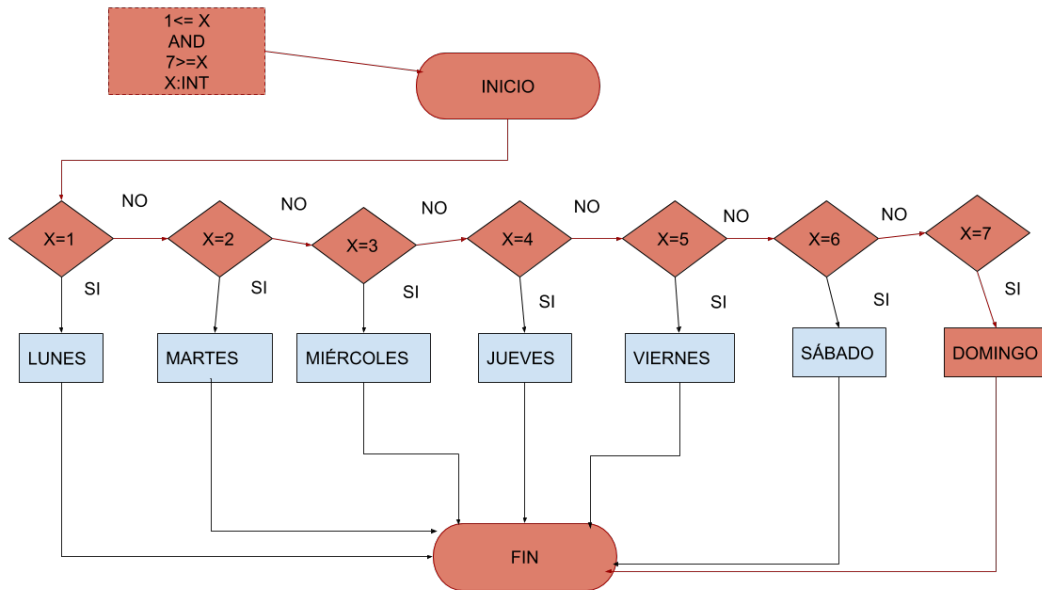 1<= X
AND
7>=X
X:INT
INICIO
NO
NO
NO
NO
NO
NO
X=1
X=2
X=3
X=4
X=5
X=6
X=7
SI
SI
SI
SI
SI
SI
SI
LUNES
MARTES
MIÉRCOLES
JUEVES
VIERNES
SÁBADO
DOMINGO
FIN